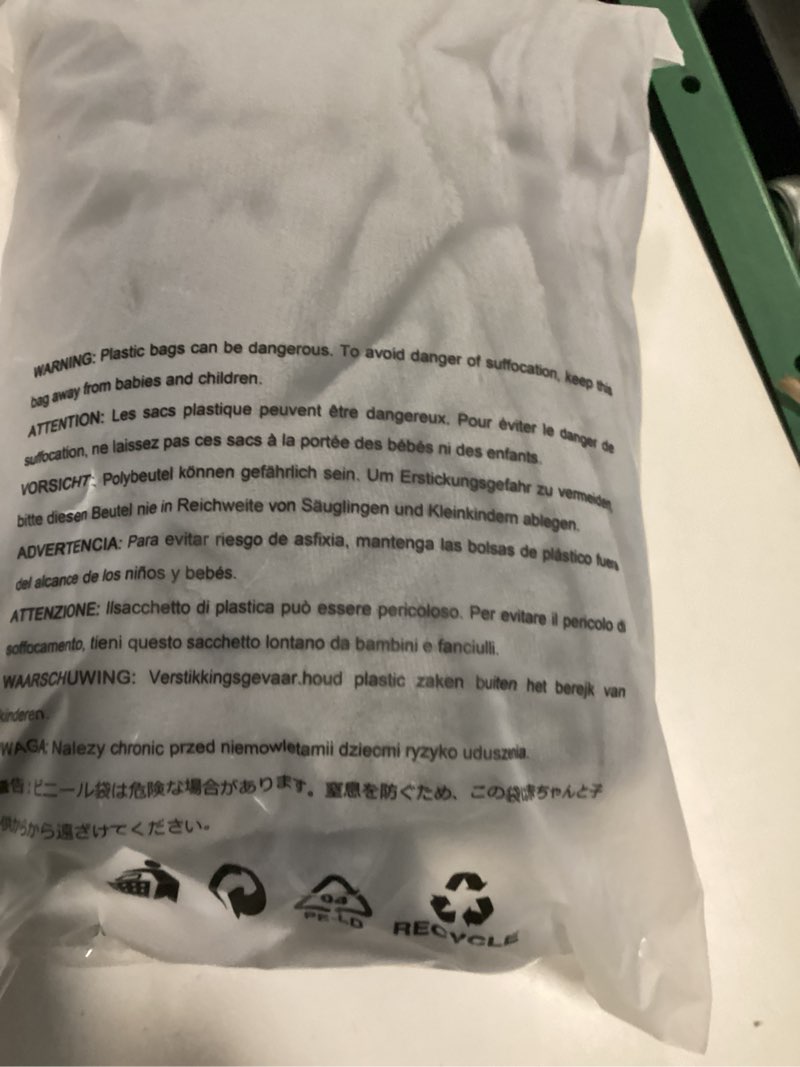 WARNING: Plastic bags can be dangerous. To avoid danger of suffocation, keep this
bag away from babies and children.
ATTENTION: Les sacs plastique peuvent être dangereux. Pour éviter le danger de
suffocation, ne laissez pas ces sacs à la portée des bébés ni des enfants.
VORSICHT: Polybeutel können gefährlich sein. Um Erstickungsgefahr zu vermeiden,
bitte diesen Beutel nie in Reichweite von Säuglingen und Kleinkindern ablegen.
ADVERTENCIA: Para evitar riesgo de asfixia, mantenga las bolsas de plástico fuera
del alcance de los niños y bebés.
ATTENZIONE: Ilsacchetto di plastica può essere pericoloso. Per evitare il pericolo di
soffocamento, tieni questo sacchetto lontano da bambini e fanciulli.
WAARSCHUWING: Verstikkingsgevaar.houd plastic zaken buiten het berejk van
kinderen.
WAGA: Nalezy chronic przed niemowletamii dziecmi ryzyko udusznia.
警告:ビニール袋は危険な場合があります。窒息を防ぐため、この袋赤ちゃんと子
供からから遠ざけてください。
04
PE-LD
RECYCLE